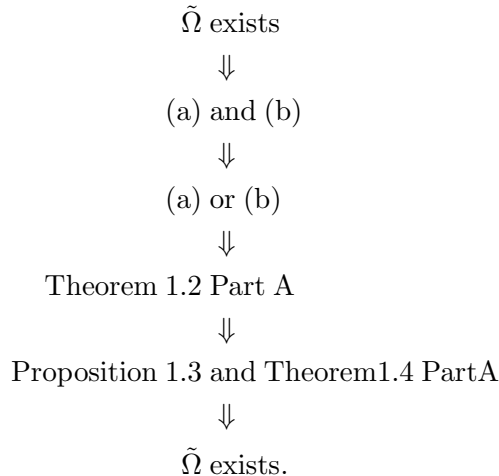 Ω̃ exists
⇓
(a) and (b)
⇓
(a) or (b)
⇓
Theorem 1.2 Part A
⇓
Proposition 1.3 and Theorem1.4 PartA
⇓
Ω̃ exists.